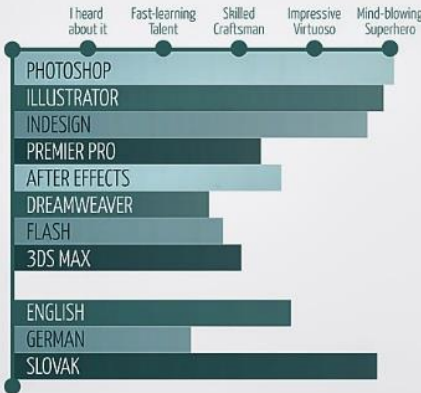 I heard about it
Fast-learning Talent
Skilled Craftsman
Impressive Virtuoso
Mind-blowing Superhero
PHOTOSHOP
ILLUSTRATOR
INDESIGN
PREMIER PRO
AFTER EFFECTS
DREAMWEAVER
FLASH
3DS MAX
ENGLISH
GERMAN
SLOVAK